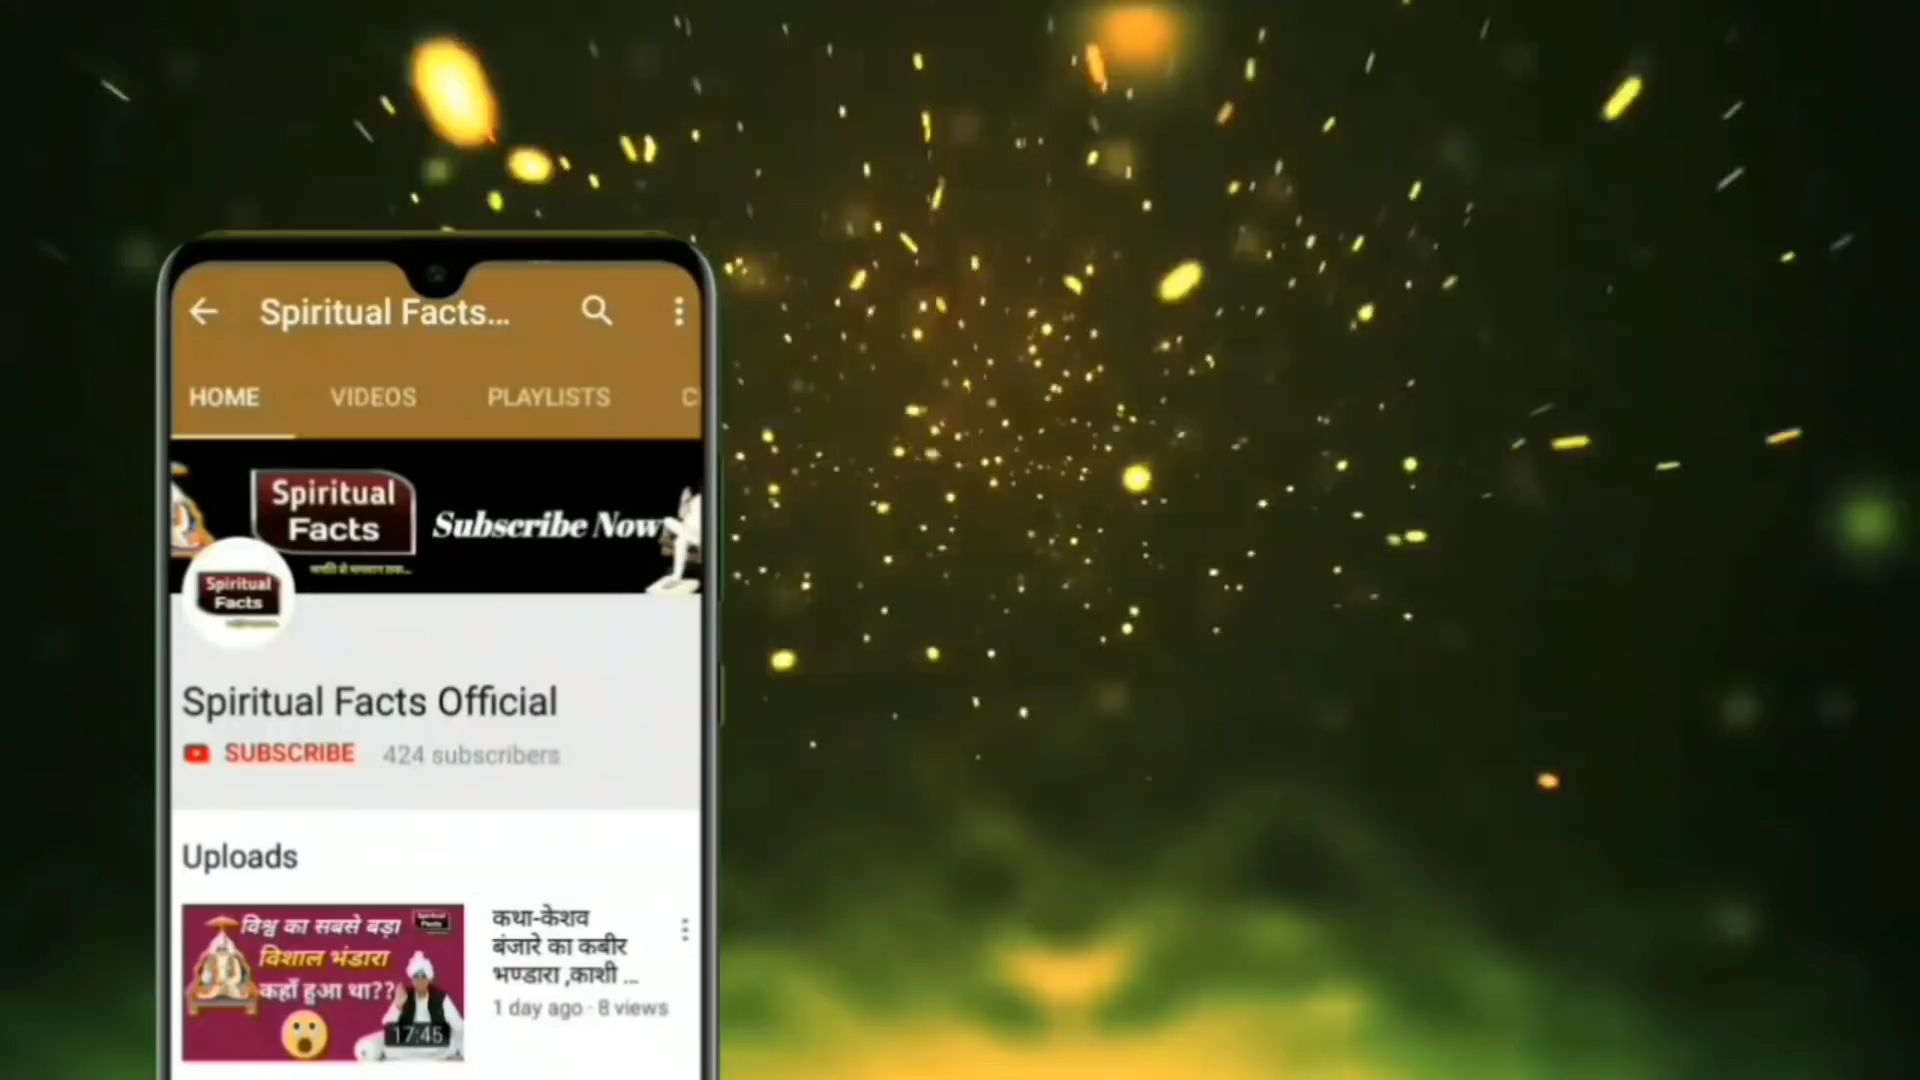 Spiritual Facts...
HOME VIDEOS PLAYLISTS C
Spiritual
Facts
Subscribe Now
Spiritual
Facts
Spiritual Facts Official
SUBSCRIBE 424 subscribers
Uploads
विश्व का सबसे बड़ा
विशाल भंडारा
कहाँ हुआ था??
17:45
कथा-केशव
बंजारे का कबीर
भण्डारा ,काशी ...
1 day ago · 8 views